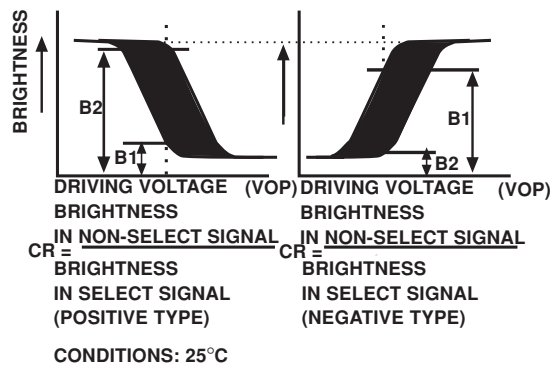 BRIGHTNESS
B2
B1
B1
B2
DRIVING VOLTAGE (VOP)
BRIGHTNESS
IN NON-SELECT SIGNAL
CR =
BRIGHTNESS
IN SELECT SIGNAL
(POSITIVE TYPE)
DRIVING VOLTAGE (VOP)
BRIGHTNESS
IN NON-SELECT SIGNAL
CR =
BRIGHTNESS
IN SELECT SIGNAL
(NEGATIVE TYPE)
CONDITIONS: 25°C